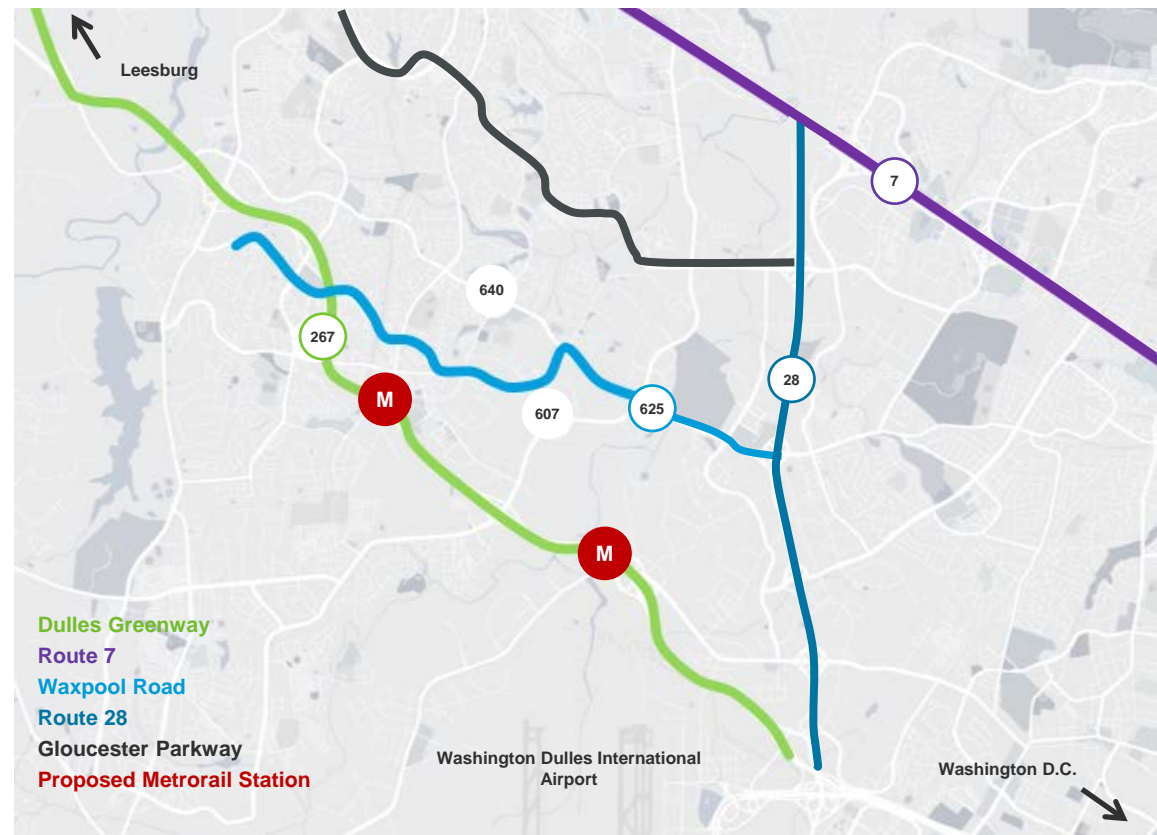 Leesburg
7
640
267
28
M
625
607
M
Dulles Greenway
Route 7
Waxpool Road
Route 28
Gloucester Parkway
Proposed Metrorail Station
Washington Dulles International
Airport
Washington D.C.